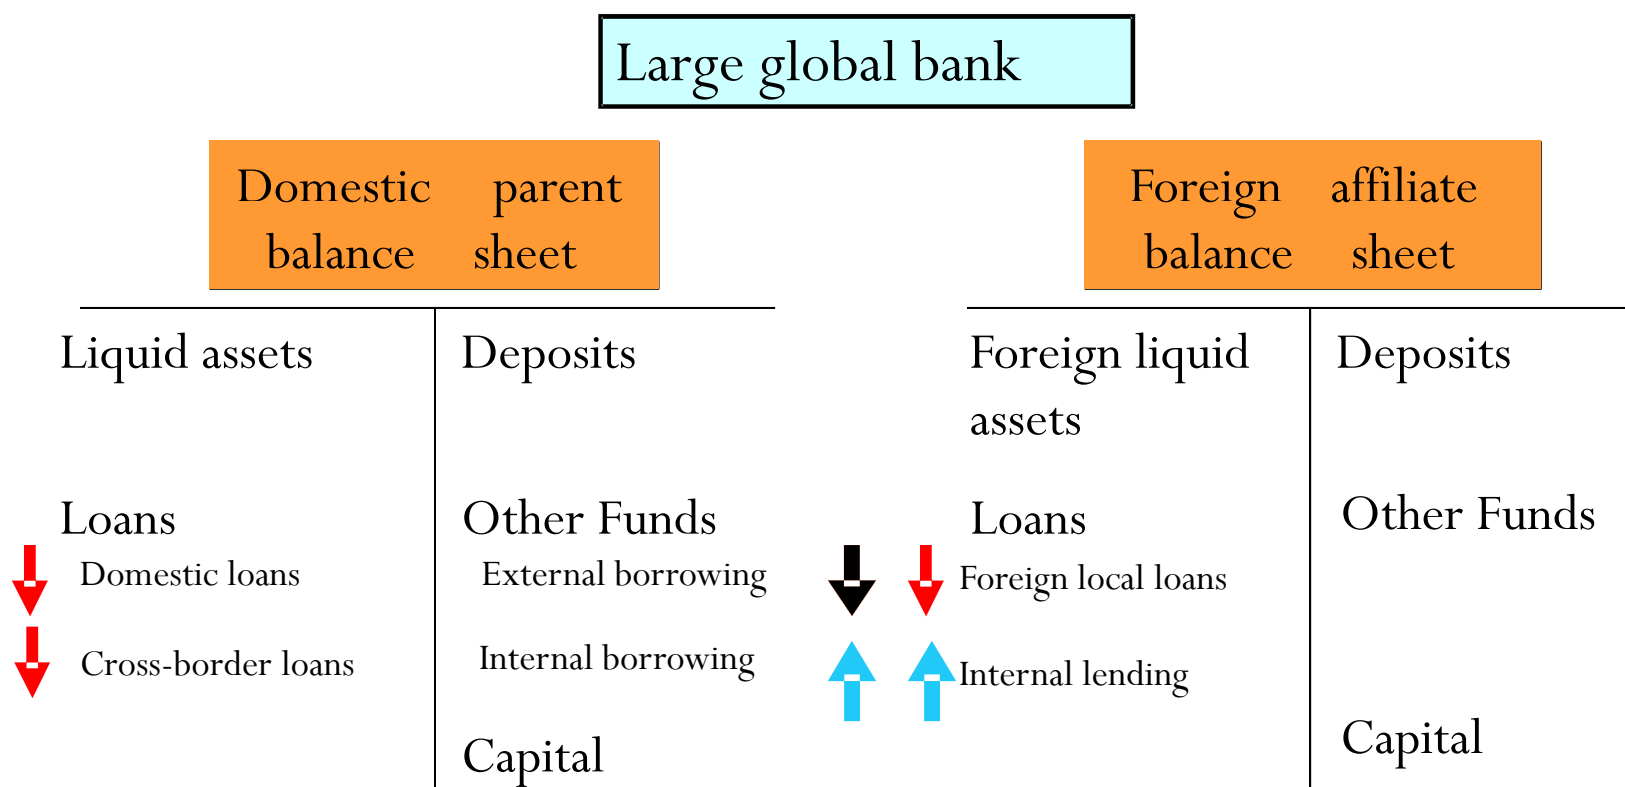 Large global bank
Domestic parent
balance sheet
Foreign affiliate
balance sheet
Liquid assets
Deposits
Loans
Other Funds
Domestic loans
External borrowing
Cross-border loans
Internal borrowing
Capital
Foreign liquid
assets
Deposits
Loans
Other Funds
Foreign local loans
Internal lending
Capital